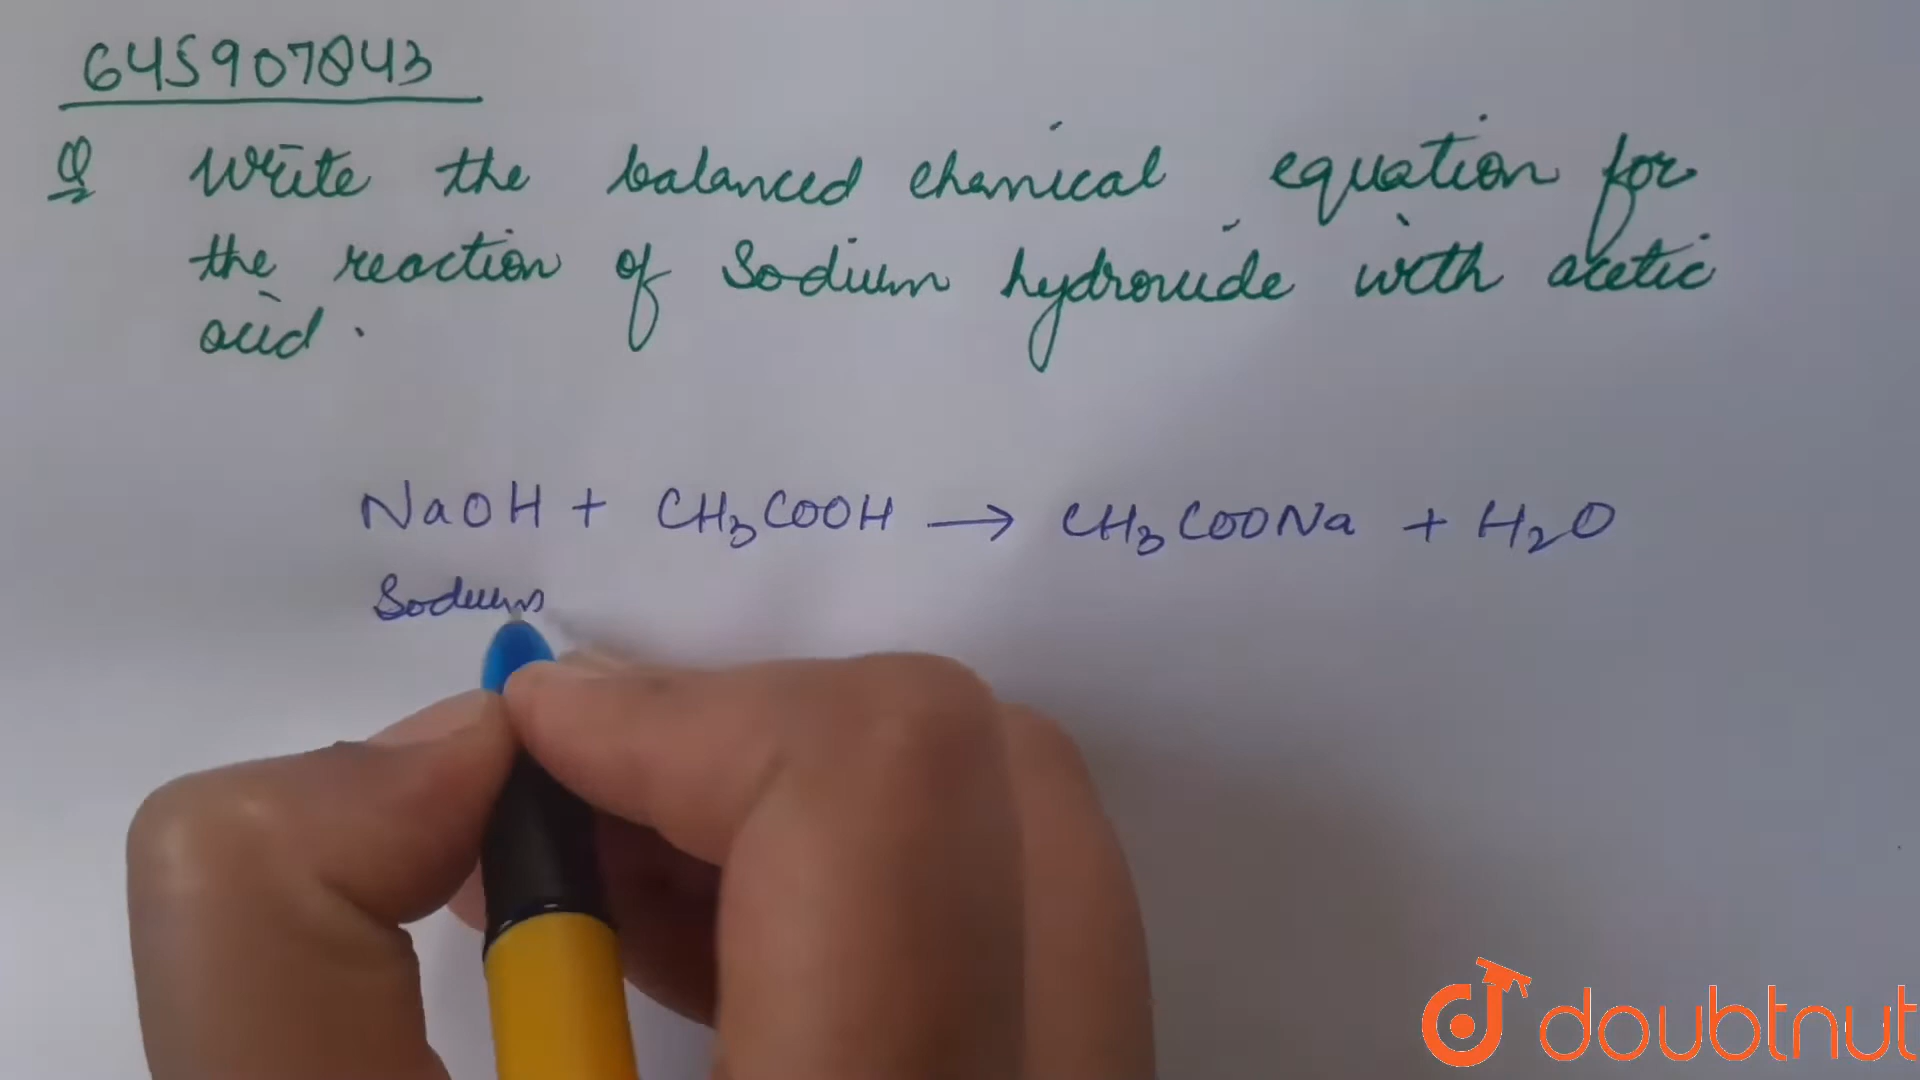 645907843
Q Write the balanced chemical equation for
the reaction of Sodium hydroxide with acetic
acid.
NaOH + CH₃COOH → CH₃COONa + H₂O
Sodium
doubtnut